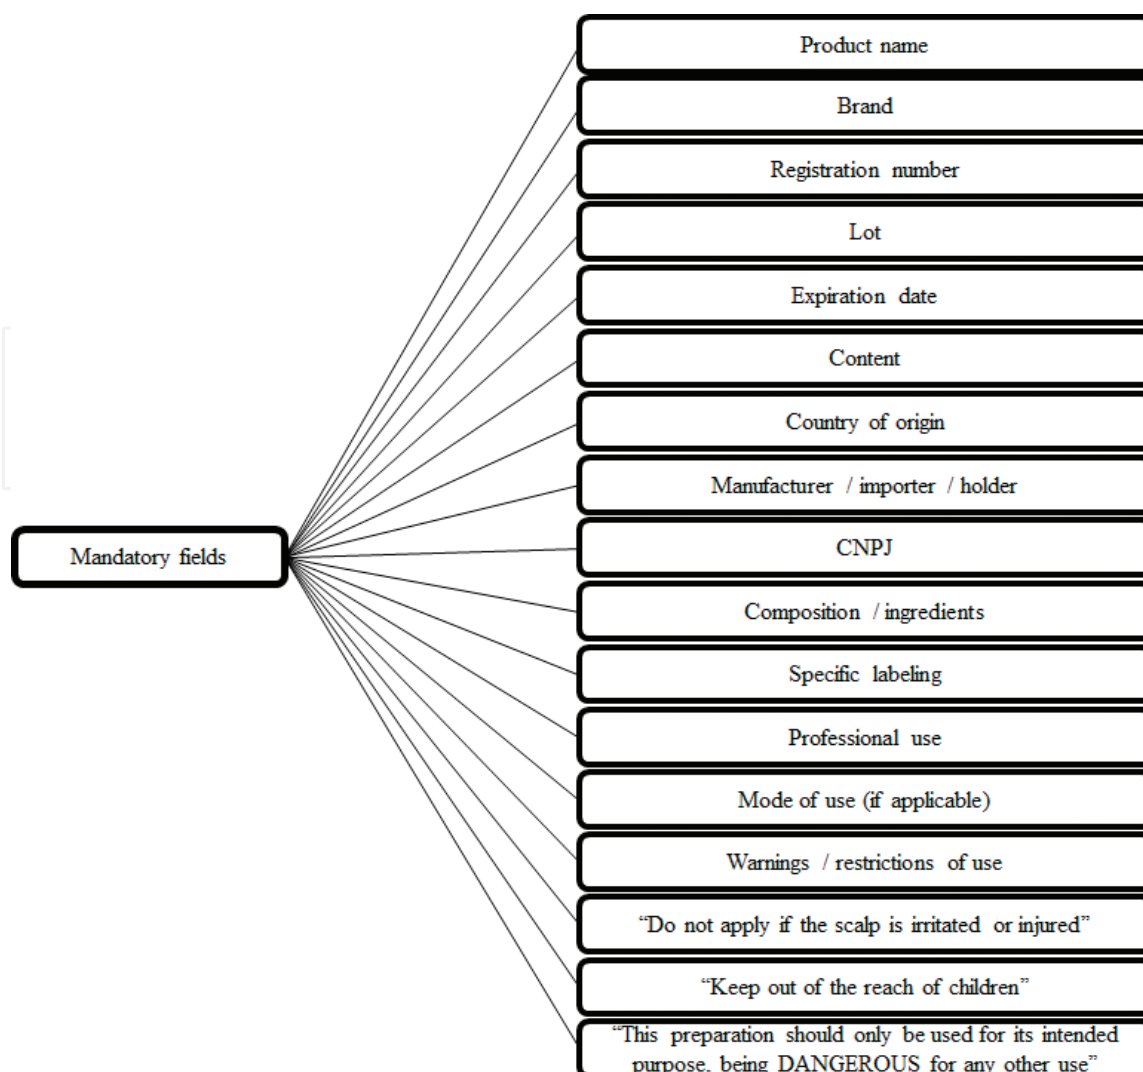 Product name
Brand
Registration number
Lot
Expiration date
Content
Country of origin
Manufacturer / importer / holder
CNPJ
Mandatory fields
Composition / ingredients
Specific labeling
Professional use
Mode of use (if applicable)
Warnings / restrictions of use
“Do not apply if the scalp is irritated or injured”
“Keep out of the reach of children”
“This preparation should only be used for its intended
purpose, being DANGEROUS for any other use”